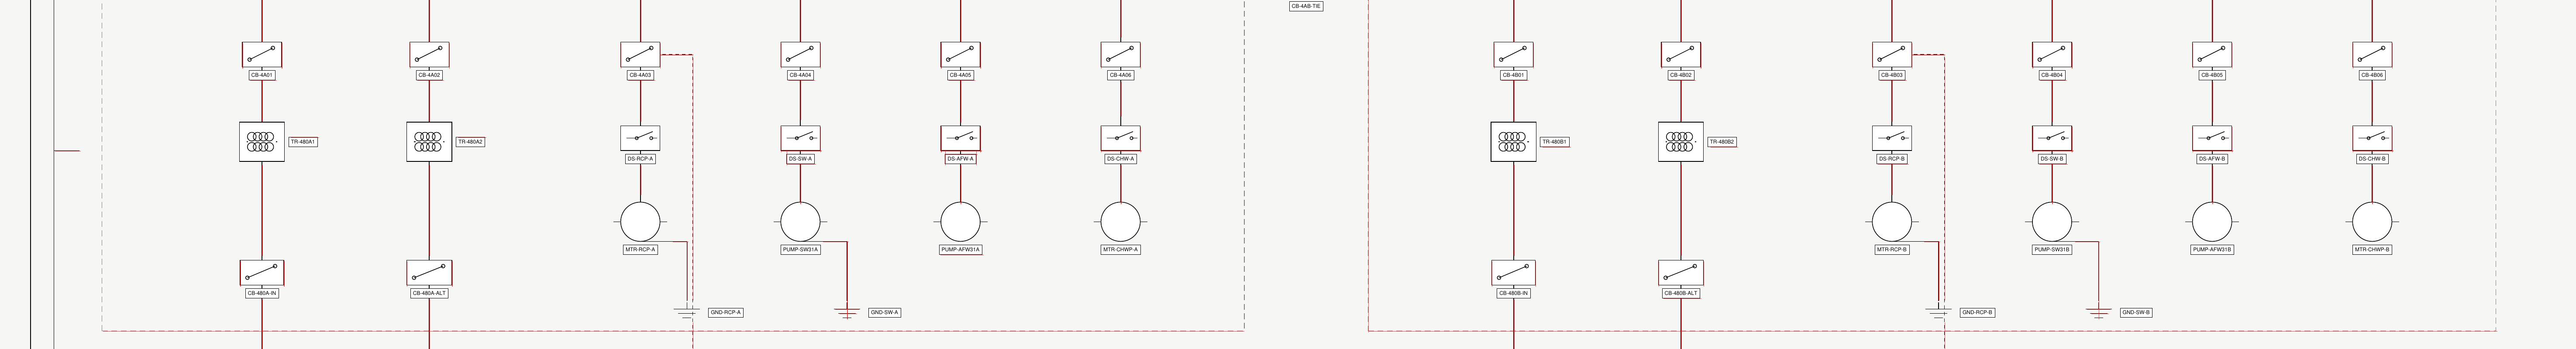 CB-4AB-TIE
CB-4A01
CB-4A02
CB-4A03
CB-4A04
CB-4A05
CB-4A06
CB-4B01
CB-4B02
CB-4B03
CB-4B04
CB-4B05
CB-4B06
TR-480A1
TR-480A2
TR-480B1
TR-480B2
DS-RCP-A
DS-SW-A
DS-AFW-A
DS-CHW-A
DS-RCP-B
DS-SW-B
DS-AFW-B
DS-CHW-B
MTR-RCP-A
PUMP-SW31A
PUMP-AFW31A
MTR-CHWP-A
MTR-RCP-B
PUMP-SW31B
PUMP-AFW31B
MTR-CHWP-B
CB-480A-IN
CB-480A-ALT
CB-480B-IN
CB-480B-ALT
GND-RCP-A
GND-SW-A
GND-RCP-B
GND-SW-B